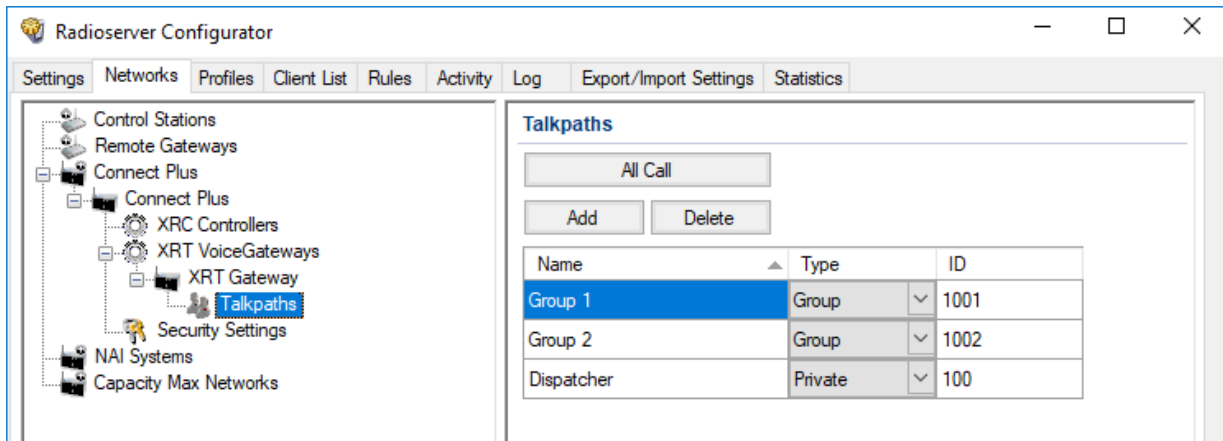 Radioserver Configurator
Settings Networks Profiles Client List Rules Activity Log Export/Import Settings Statistics
Control Stations
Remote Gateways
Connect Plus
Connect Plus
XRC Controllers
XRT VoiceGateways
XRT Gateway
Talkpaths
Security Settings
NAI Systems
Capacity Max Networks
Talkpaths
All Call
Add Delete
Name Type ID
Group 1 Group 1001
Group 2 Group 1002
Dispatcher Private 100